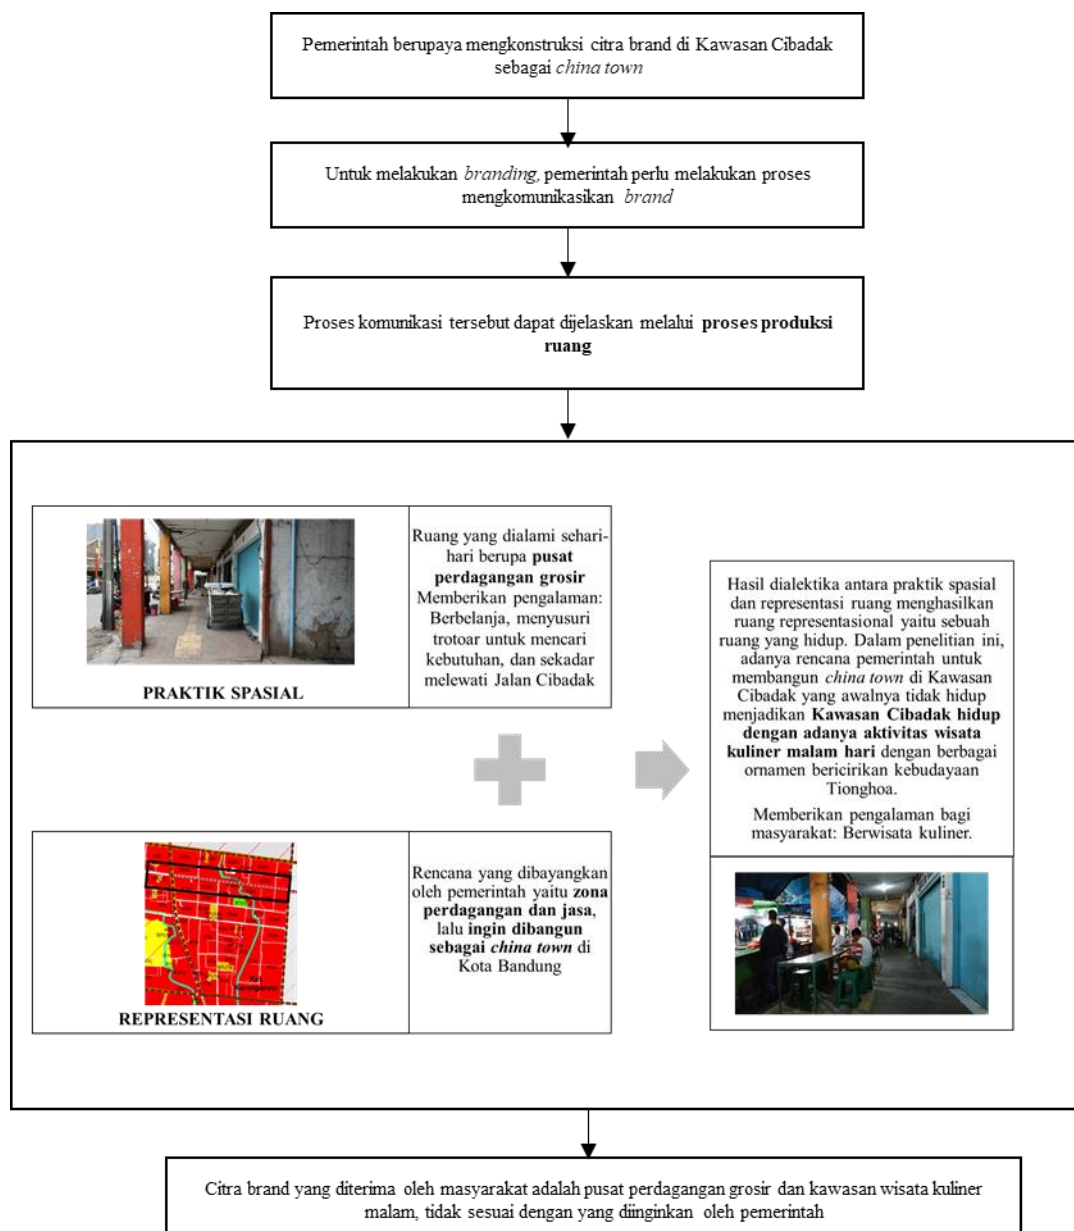 Pemerintah berupaya mengkonstruksi citra brand di Kawasan Cibadak
sebagai china town
Untuk melakukan branding, pemerintah perlu melakukan proses
mengkomunikasikan brand
Proses komunikasi tersebut dapat dijelaskan melalui proses produksi
ruang
PRAKTIK SPASIAL
Ruang yang dialami sehari-
hari berupa pusat
perdagangan grosir
Memberikan pengalaman:
Berbelanja, menyusuri
trotoar untuk mencari
kebutuhan, dan sekadar
melewati Jalan Cibadak
REPRESENTASI RUANG
Rencana yang dibayangkan
oleh pemerintah yaitu zona
perdagangan dan jasa,
lalu ingin dibangun
sebagai china town di
Kota Bandung
Hasil dialektika antara praktik spasial
dan representasi ruang menghasilkan
ruang representasional yaitu sebuah
ruang yang hidup. Dalam penelitian ini,
adanya rencana pemerintah untuk
membangun china town di Kawasan
Cibadak yang awalnya tidak hidup
menjadikan Kawasan Cibadak hidup
dengan adanya aktivitas wisata
kuliner malam hari dengan berbagai
ornamen bericirikan kebudayaan
Tionghoa.
Memberikan pengalaman bagi
masyarakat: Berwisata kuliner.
Citra brand yang diterima oleh masyarakat adalah pusat perdagangan grosir dan kawasan wisata kuliner
malam, tidak sesuai dengan yang diinginkan oleh pemerintah